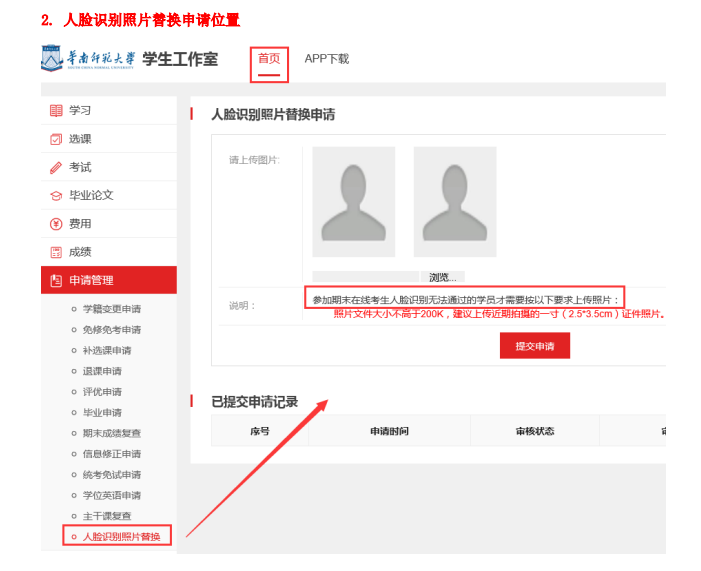 2. 人脸识别照片替换申请位置
华南师范大学 学生工作室 首页 APP下载
学习
选课
考试
毕业论文
费用
成绩
申请管理
学籍变更申请
免修免考申请
补选课申请
退课申请
评优申请
毕业申请
期末成绩复查
信息修正申请
统考免试申请
学位英语申请
主干课复查
人脸识别照片替换
人脸识别照片替换申请
请上传图片:
浏览...
说明：
参加期末在线考生人脸识别无法通过的学员才需要按以下要求上传照片：
照片文件大小不高于200K，建议上传近期拍摄的一寸（2.5*3.5cm）证件照片。
提交申请
已提交申请记录
序号 申请时间 审核状态